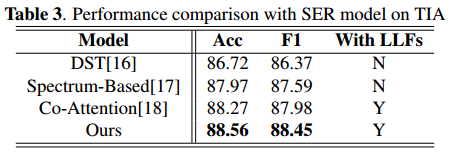 Table 3. Performance comparison with SER model on TIA
Model Acc F1 With LLFs
DST[16] 86.72 86.37 N
Spectrum-Based[17] 87.97 87.59 N
Co-Attention[18] 88.27 87.98 Y
Ours 88.56 88.45 Y